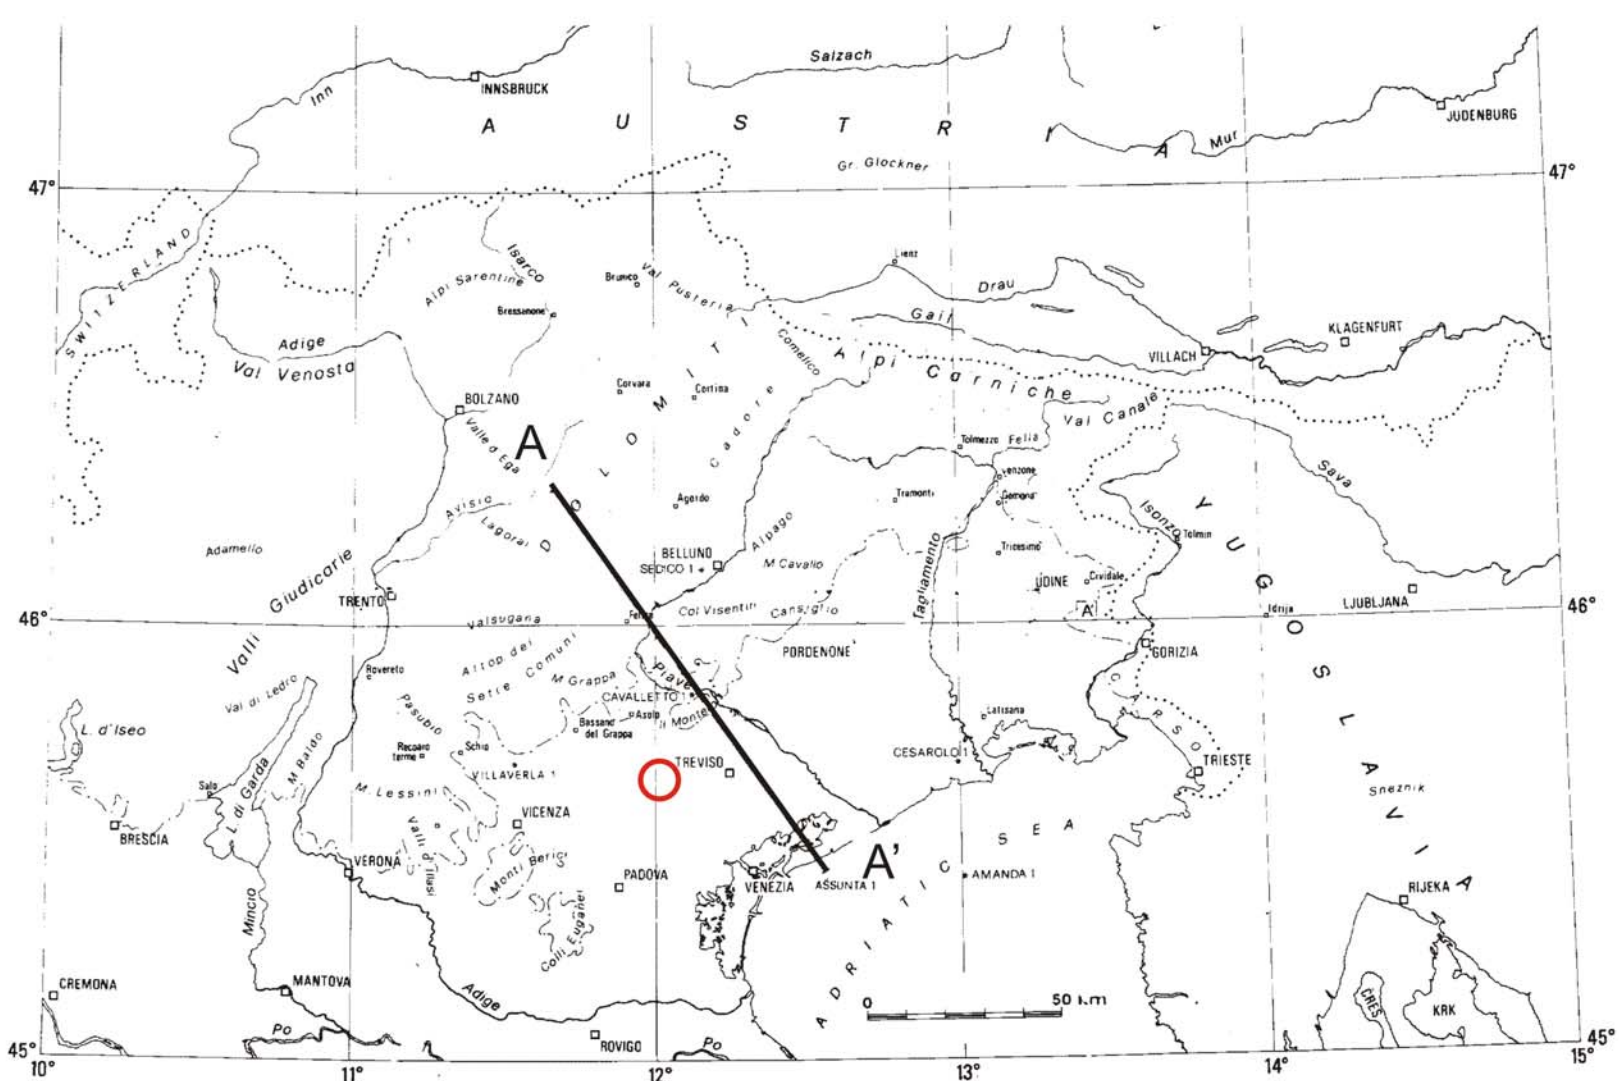 Salzach
Inn
INNSBRUCK
JUDENBURG
A U S T R I A
Mur
Gr. Glockner
47°
47°
SWITZERLAND
Isarco
Alpi Sarentine
Brunico
Val Pusteria
Lienz
Drau
Bressanone
Gail
KLAGENFURT
Adige
Val Venosta
Comelico
Alpi Carniche
VILLACH
Corvara
Cortina
DOLOMITI
Cadore
Val Canale
BOLZANO
Valle d'Ega
A
Tolmezzo
Fella
Venzone
Sava
Avisio
Agordo
Tramonti
Gemona
Isonzo
YUGOSLAVIA
Lagorai
Alpago
Tolmin
Adamello
BELLUNO
SEDICO 1
M Cavallo
Tagliamento
Tricesimo
Valli Giudicarie
UDINE
Cividale
TRENTO
A'
Idrija
LJUBLJANA
46°
46°
Valsugana
Feltre
Col Visentin
Cansiglio
Altop. dei
Sette Comuni
PORDENONE
GORIZIA
Rovereto
M Grappa
Piave
CARSO
Val di Ledro
CAVALLETTO 1
Pasubio
Asolo
Il Montello
Latisana
L. d'Iseo
Bassano
del Grappa
M Baldo
Recoaro
terme
Schio
CESAROLO 1
TREVISO
TRIESTE
VILLAVERLA 1
Salò
L. di Garda
M. Lessini
Sneznik
VICENZA
BRESCIA
Valli d'Illasi
ADRIATIC SEA
VERONA
Monti Berici
A'
PADOVA
VENEZIA
ASSUNTA 1
AMANDA 1
RIJEKA
Mincio
Colli Euganei
CREMONA
MANTOVA
Adige
0
50 km
CRES
KRK
Po
ROVIGO
Po
45°
45°
10°
11°
12°
13°
14°
15°